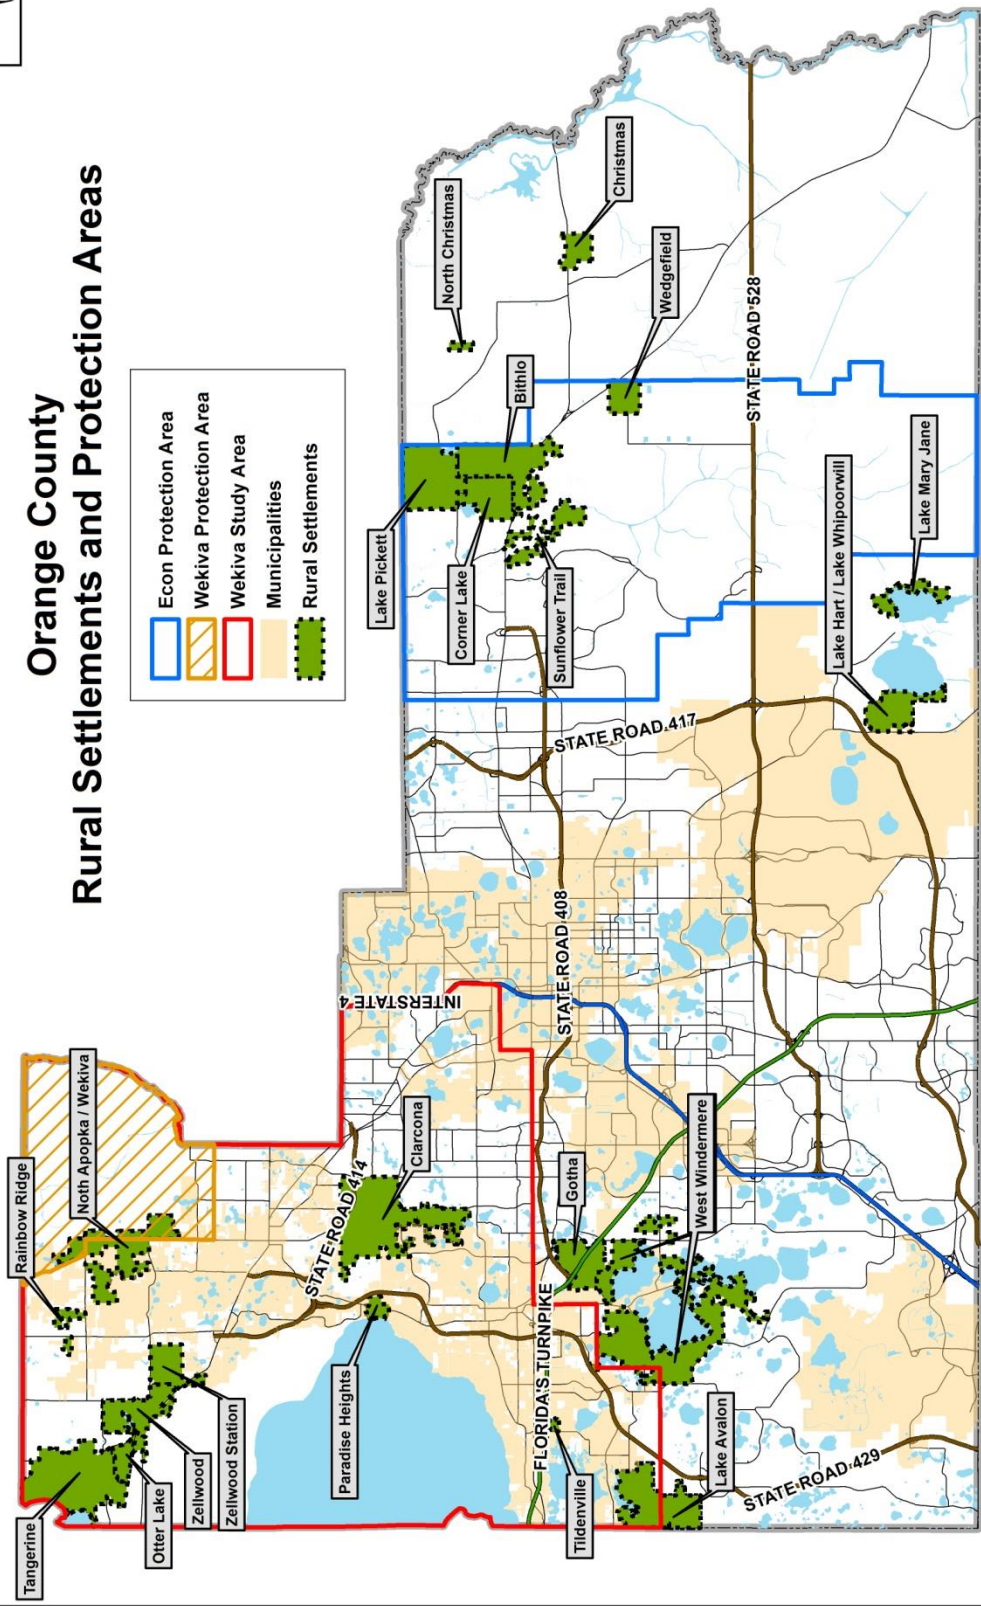 Orange County
Rural Settlements and Protection Areas
Econ Protection Area
Wekiva Protection Area
Wekiva Study Area
Municipalities
Rural Settlements
Rainbow Ridge
Noth Apopka / Wekiva
Tangerine
Otter Lake
Zellwood
Zellwood Station
Paradise Heights
STATE ROAD 414
Clarcona
INTERSTATE 4
Lake Pickett
North Christmas
Corner Lake
Bithlo
Christmas
Sunflower Trail
Wedgefield
STATE ROAD 417
STATE ROAD 408
FLORIDA'S TURNPIKE
Tildenville
Gotha
West Windermere
Lake Avalon
STATE ROAD 429
STATE ROAD 528
Lake Hart / Lake Whipoorwill
Lake Mary Jane